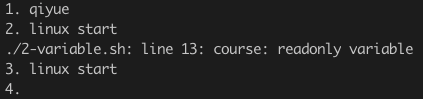 1. qiyue
2. linux start
./2-variable.sh: line 13: course: readonly variable
3. linux start
4.